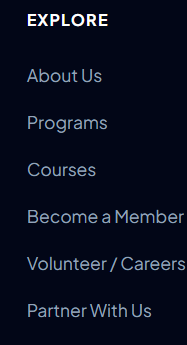 EXPLORE
About Us
Programs
Courses
Become a Member
Volunteer / Careers
Partner With Us